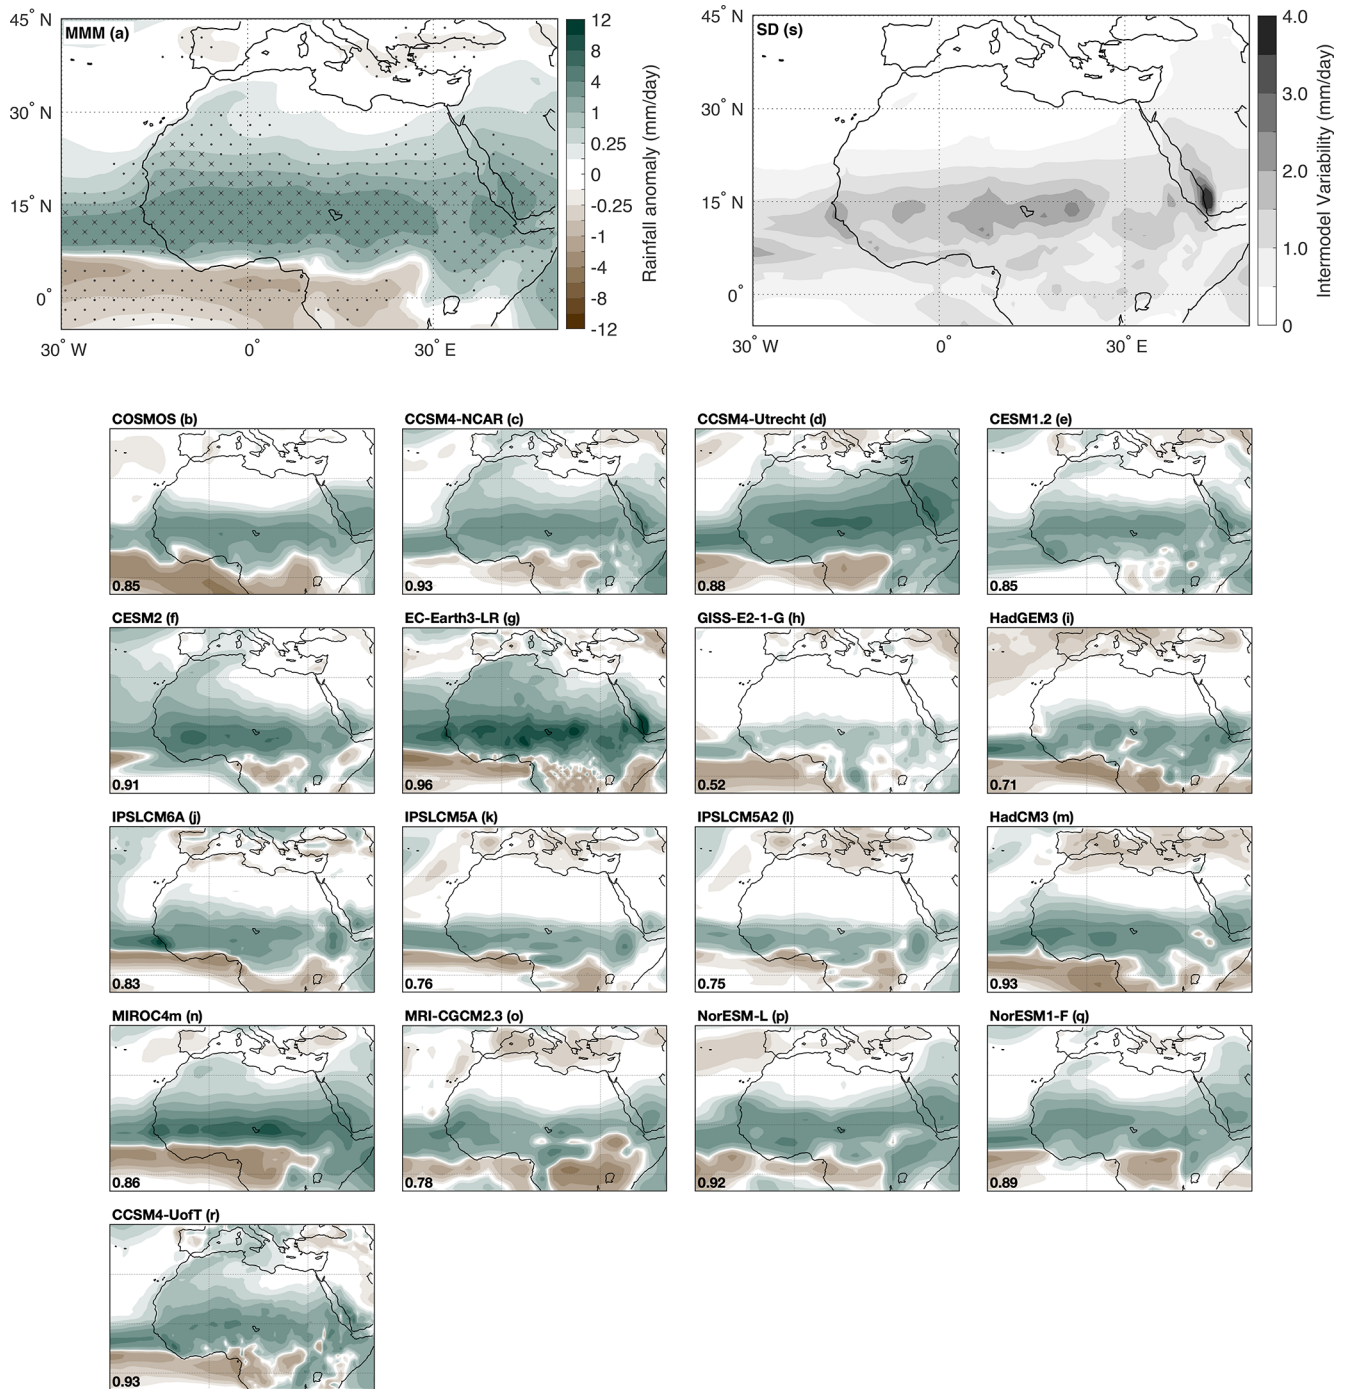 45° N
MMM (a)
30° N
15° N
0°
30° W
0°
30° E
12
8
4
1
0.25
0
-0.25
-1
-4
-8
-12
Rainfall anomaly (mm/day)
45° N
SD (s)
30° N
15° N
0°
30° W
0°
30° E
4.0
3.0
2.0
1.0
0
Intermodel Variability (mm/day)
COSMOS (b)
0.85
CCSM4-NCAR (c)
0.93
CCSM4-Utrecht (d)
0.88
CESM1.2 (e)
0.85
CESM2 (f)
0.91
EC-Earth3-LR (g)
0.96
GISS-E2-1-G (h)
0.52
HadGEM3 (i)
0.71
IPSLCM6A (j)
0.83
IPSLCM5A (k)
0.76
IPSLCM5A2 (l)
0.75
HadCM3 (m)
0.93
MIROC4m (n)
0.86
MRI-CGCM2.3 (o)
0.78
NorESM-L (p)
0.92
NorESM1-F (q)
0.89
CCSM4-UofT (r)
0.93